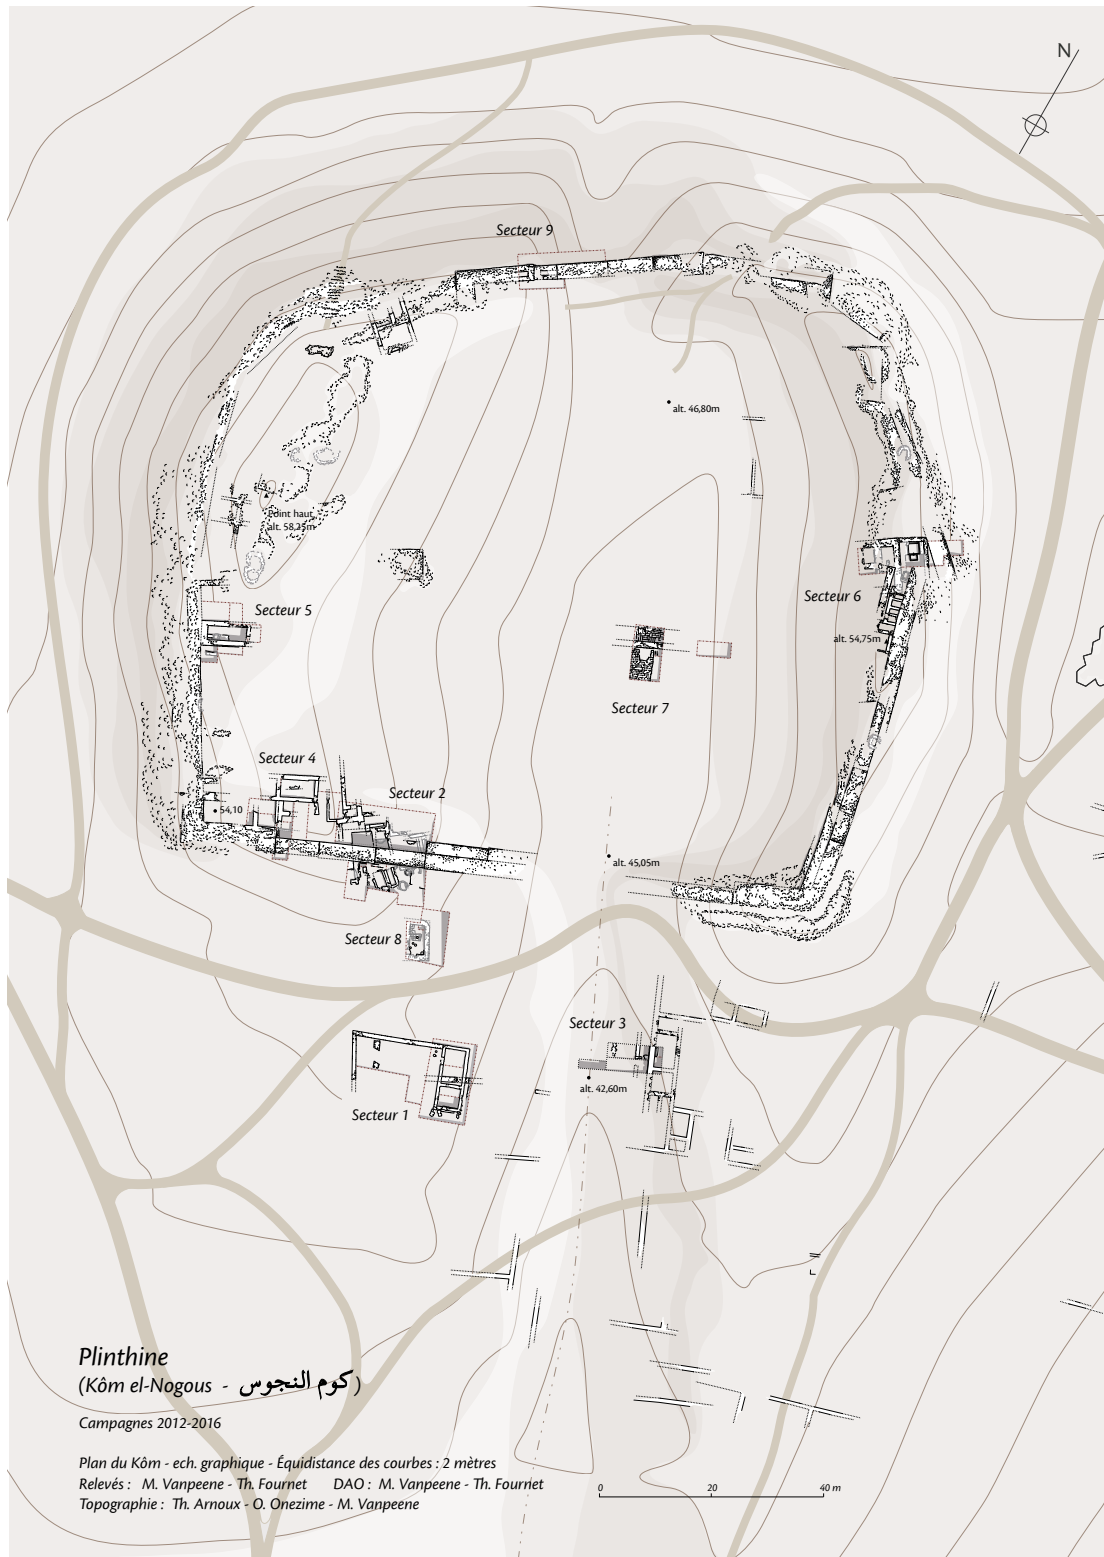 N
Secteur 9
alt. 46,80m
Point haut
alt. 58,25m
Secteur 5
Secteur 6
alt. 54,75m
Secteur 7
Secteur 4
Secteur 2
54,10
alt. 45,05m
Secteur 8
Secteur 3
alt. 42,60m
Secteur 1
Plinthine
(Kôm el-Nogous - كوم النجوس)
Campagnes 2012-2016
Plan du Kôm - ech. graphique - Équidistance des courbes : 2 mètres
Relevés : M. Vanpeene - Th. Fournet DAO : M. Vanpeene - Th. Fournet
Topographie : Th. Arnoux - O. Onezime - M. Vanpeene
0 20 40 m